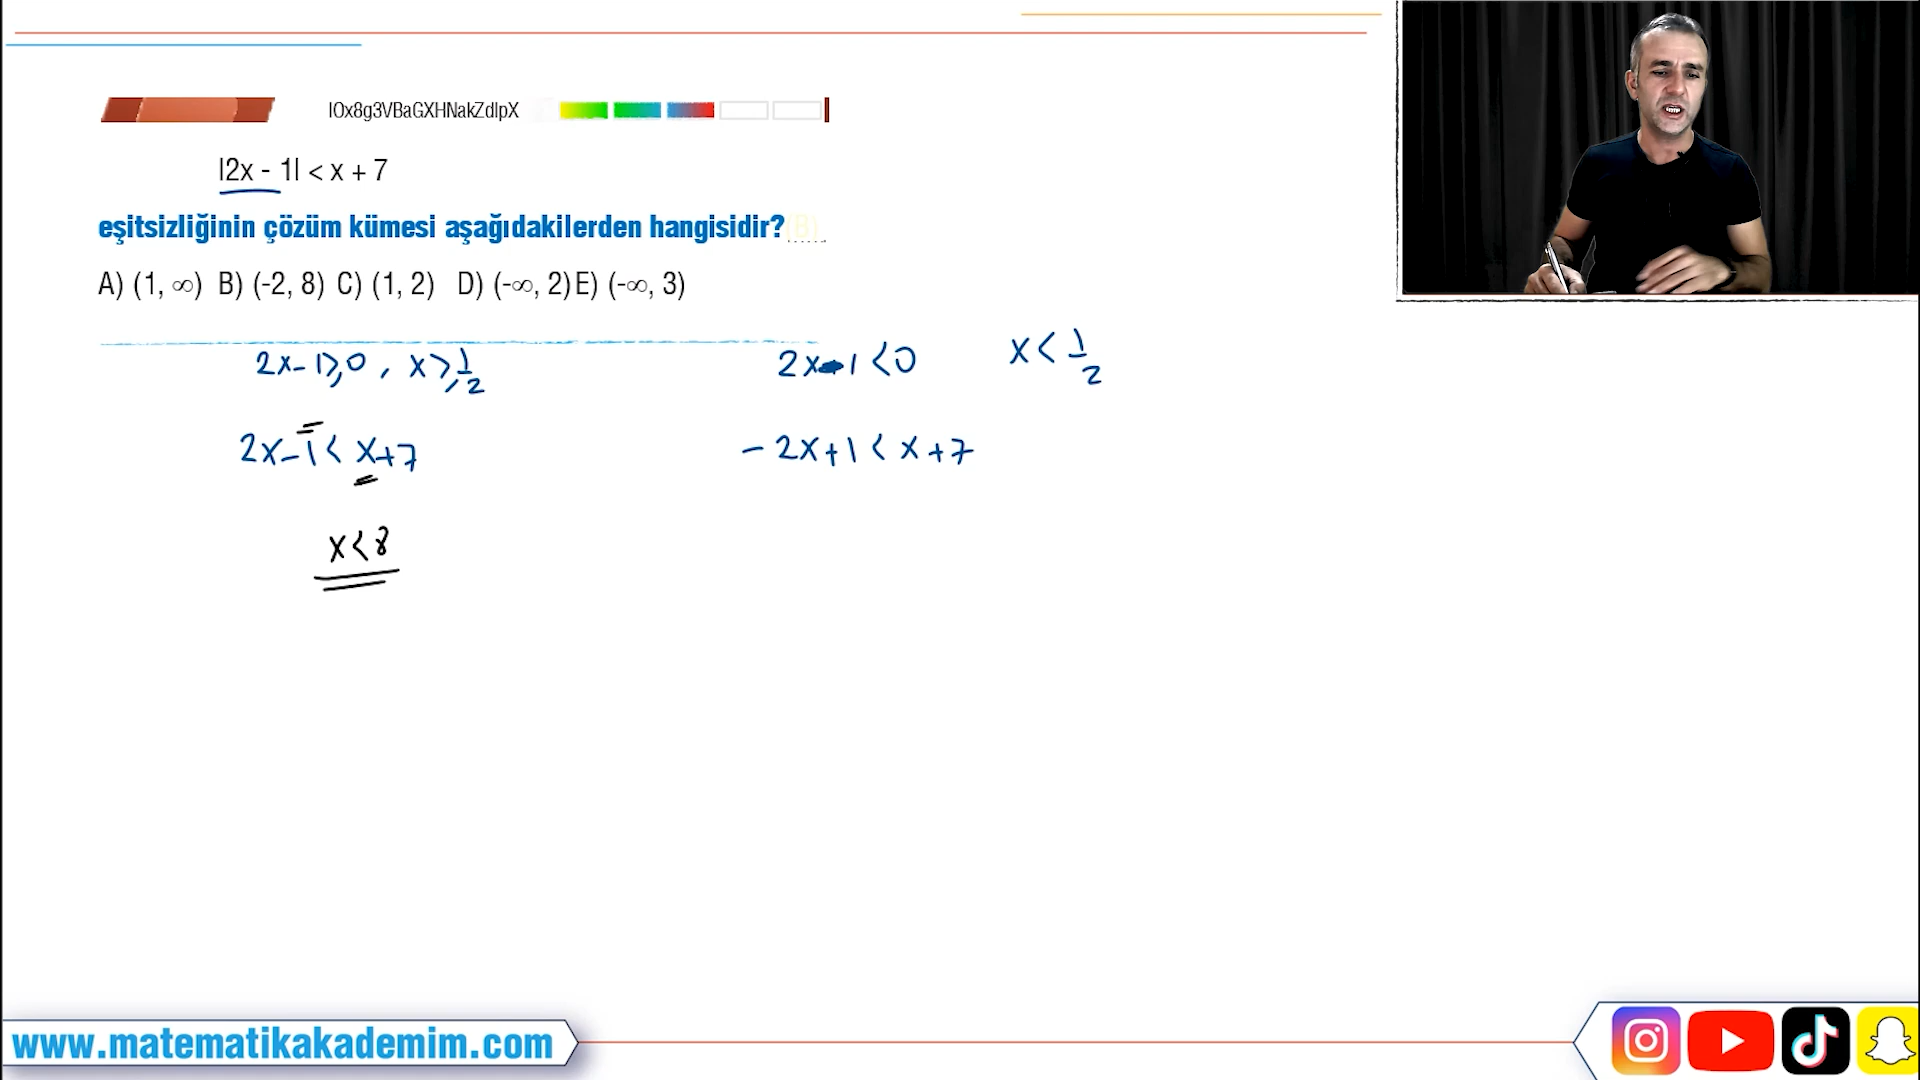 IOx8g3VBaGXHNakZdIpX
|2x - 1| < x + 7
eşitsizliğinin çözüm kümesi aşağıdakilerden hangisidir? (B)
A) (1, ∞) B) (-2, 8) C) (1, 2) D) (-∞, 2) E) (-∞, 3)
2x-1≥0, x≥1/2
2x-1<0 x<1/2
2x-1<x+7
-2x+1<x+7
x<8
www.matematikakademim.com